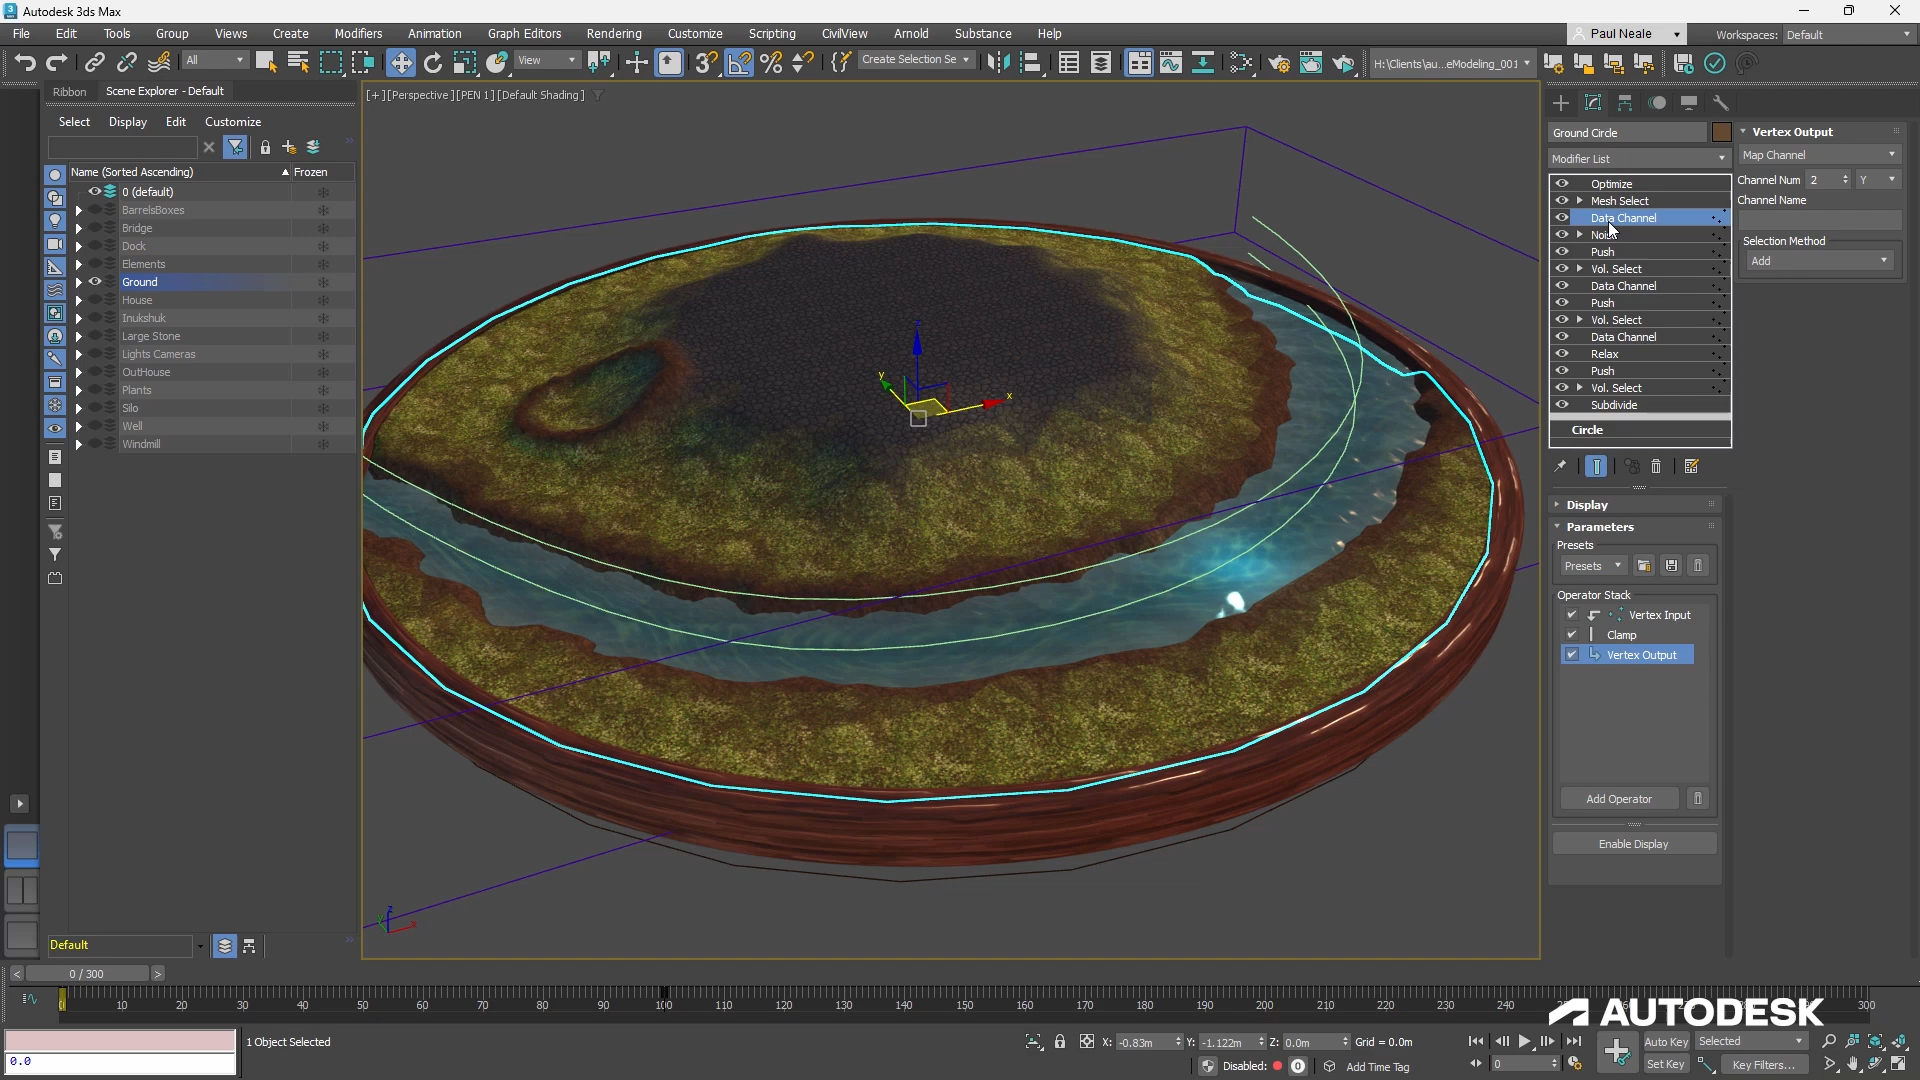 Autodesk 3ds Max
File Edit Tools Group Views Create Modifiers Animation Graph Editors Rendering Customize Scripting CivilView Arnold Substance Help
Paul Neale
Workspaces: Default
All
View
Create Selection Se
H:\Clients\au...eModeling_001
Ribbon Scene Explorer - Default
Select Display Edit Customize
Name (Sorted Ascending) Frozen
0 (default)
BarrelsBoxes
Bridge
Dock
Elements
Ground
House
Inukshuk
Large Stone
Lights Cameras
OutHouse
Plants
Silo
Well
Windmill
Default
[+] [Perspective] [PEN 1] [Default Shading]
z
y
x
Ground Circle
Modifier List
Optimize
Mesh Select
Data Channel
Push
Vol. Select
Data Channel
Push
Vol. Select
Data Channel
Relax
Push
Vol. Select
Subdivide
Circle
Display
Parameters
Presets
Presets
Operator Stack
Vertex Input
Clamp
Vertex Output
Add Operator
Enable Display
Vertex Output
Map Channel
Channel Num 2 Y
Channel Name
Selection Method
Add
< 0 / 300 >
0 10 20 30 40 50 60 70 80 90 100 110 120 130 140 150 160 170 180 190 200 210 220 230 240 300
AUTODESK
0.0
1 Object Selected
X: -0.83m Y: -1.122m Z: 0.0m Grid = 0.0m
Disabled: 0 Add Time Tag
0
Auto Key Selected
Set Key Key Filters...